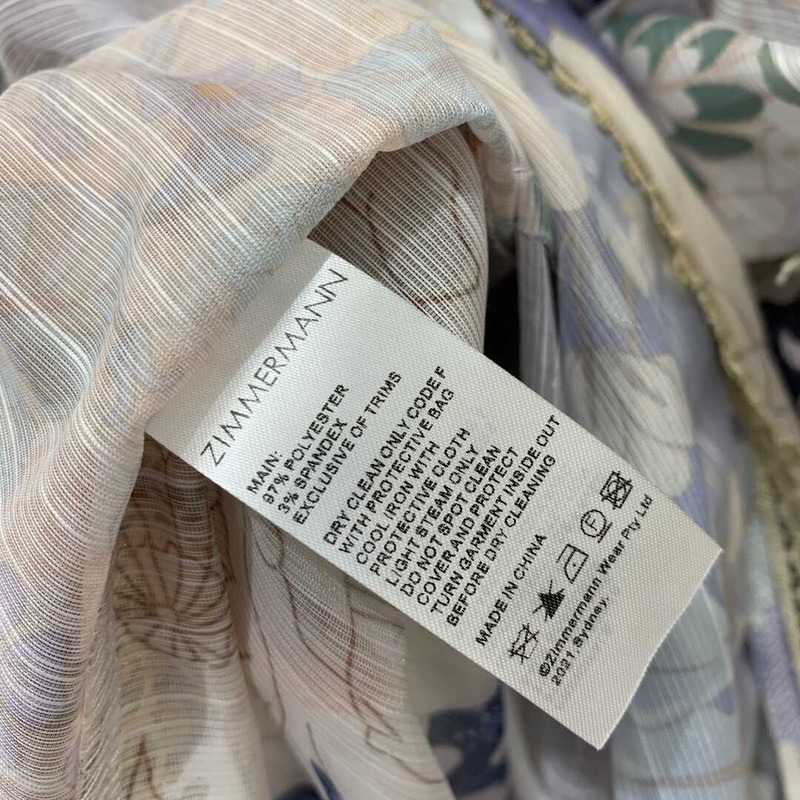 ZIMMERMANN
MAIN:
97% POLYESTER
3% SPANDEX
EXCLUSIVE OF TRIMS
DRY CLEAN ONLY CODE F
WITH PROTECTIVE BAG
COOL IRON WITH
PROTECTIVE CLOTH
LIGHT STEAM ONLY
DO NOT SPOT CLEAN
COVER AND PROTECT
TURN GARMENT INSIDE OUT
BEFORE DRY CLEANING
MADE IN CHINA
F
©Zimmermann Wear Pty Ltd
2021 Sydney.